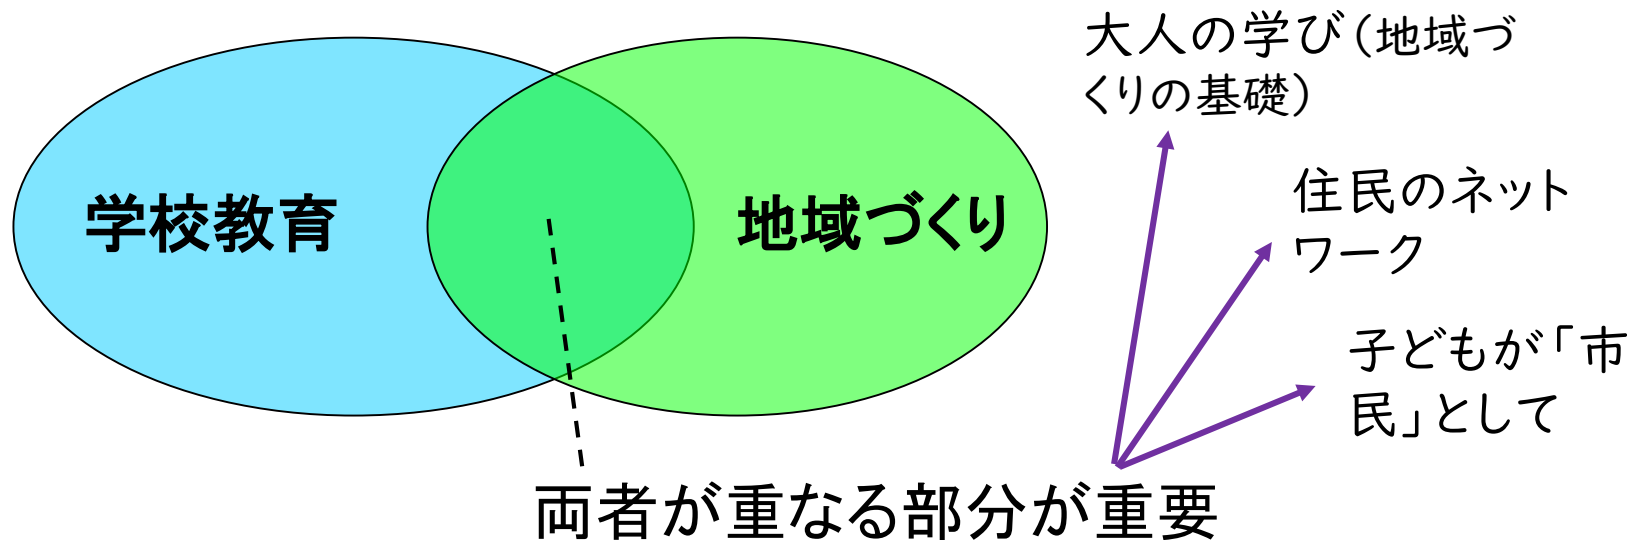 学校教育
地域づくり
大人の学び(地域づ
くりの基礎)
住民のネット
ワーク
子どもが「市
民」として
両者が重なる部分が重要